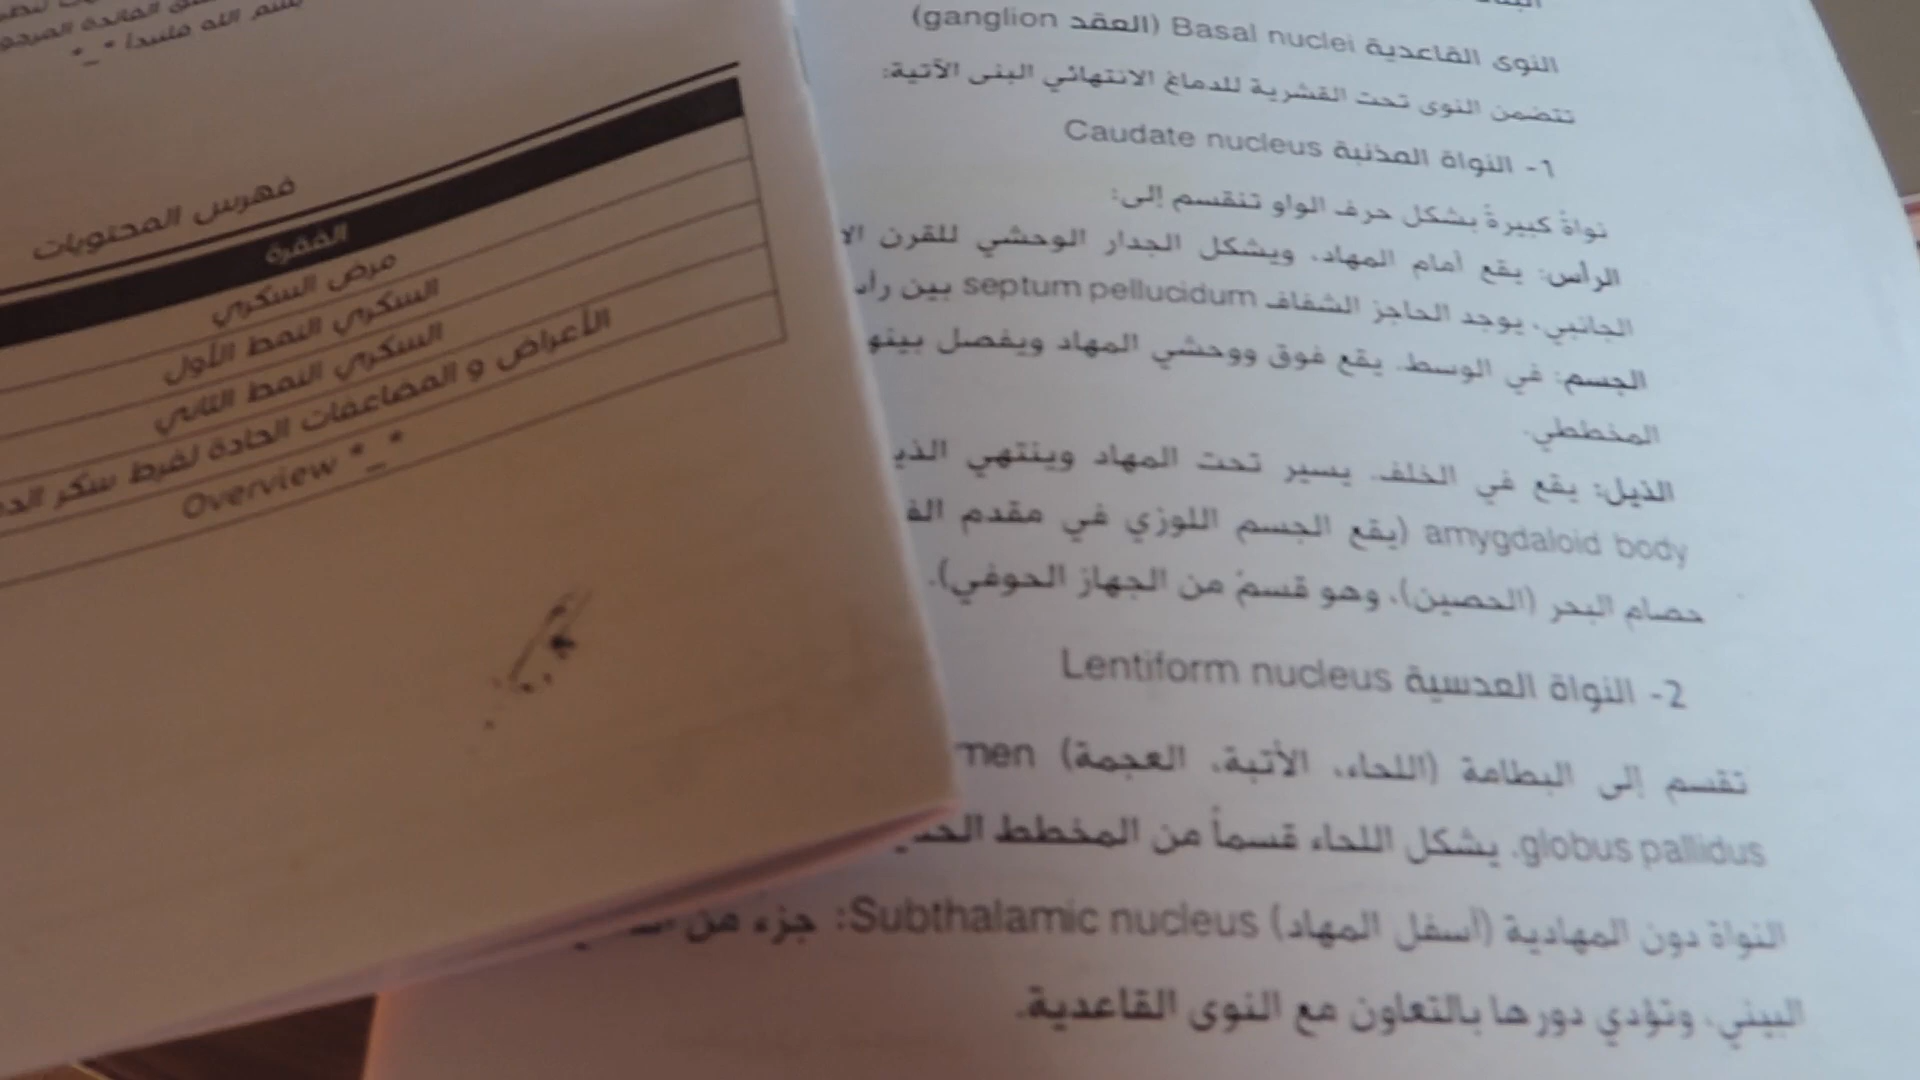 النوى القاعدية Basal nuclei (العقد ganglion)
تتضمن النوى تحت القشرية للدماغ الانتهائي البنى الآتية:
1- النواة المذنبة Caudate nucleus
نواةً كبيرةً بشكل حرف الواو تنقسم إلى:
الرأس: يقع أمام المهاد، ويشكل الجدار الوحشي للقرن
الجانبي، يوجد الحاجز الشفاف septum pellucidum بين
الجسم: في الوسط. يقع فوق ووحشي المهاد ويفصل
المخططي.
الذيل: يقع في الخلف. يسير تحت المهاد وينتهي
amygdaloid body (يقع الجسم اللوزي في مقدم
حصام البحر (الحصين)، وهو قسمٌ من الجهاز الحوفي).
2- النواة العدسية Lentiform nucleus
تقسم إلى البطامة (اللحاء، الأتبة، العجمة)
globus pallidus. يشكل اللحاء قسماً من المخطط
النواة دون المهادية (أسفل المهاد) Subthalamic nucleus: جزء من
البيني، وتؤدي دورها بالتعاون مع النوى القاعدية.
بسم الله فلنبدأ *_*
فهرس المحتويات
الفقرة
مرض السكري
السكري النمط الأول
السكري النمط الثاني
الأعراض و المضاعفات الحادة لفرط سكر
Overview *_*